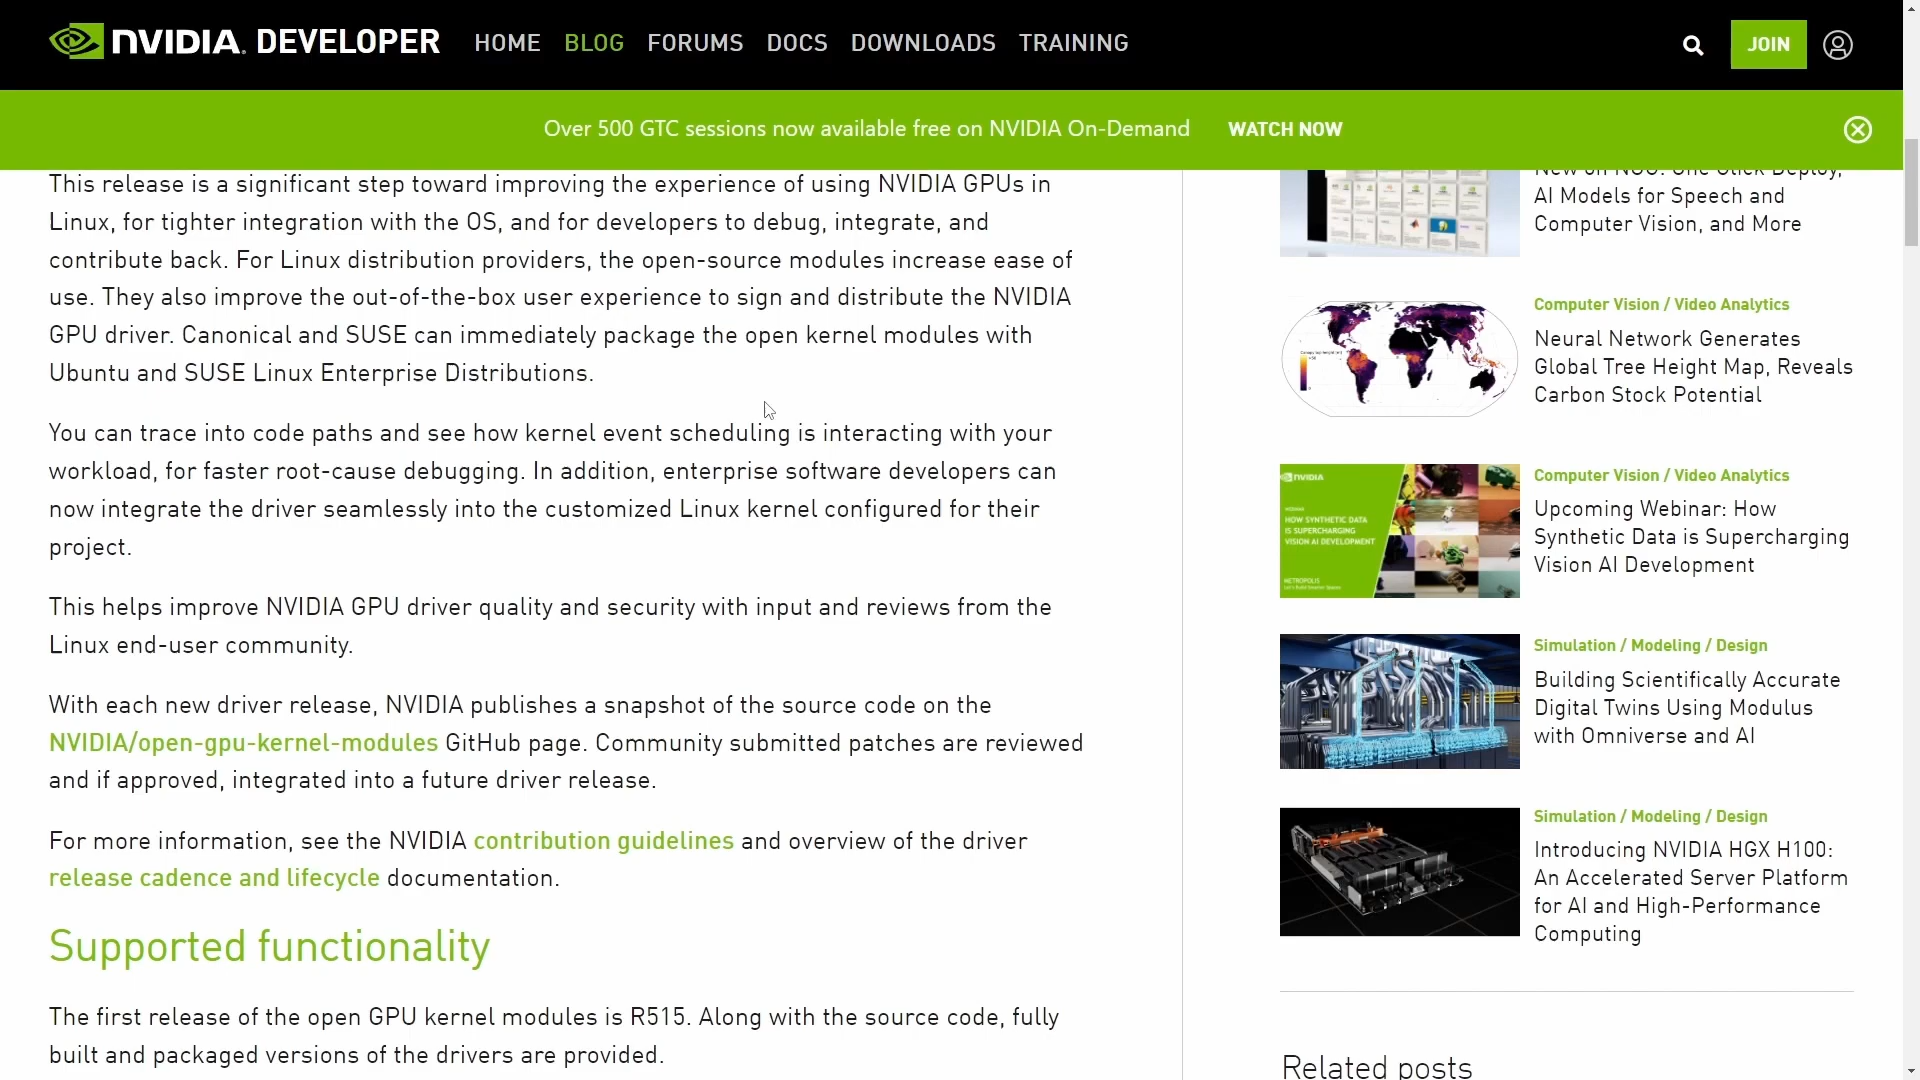 NVIDIA. DEVELOPER HOME BLOG FORUMS DOCS DOWNLOADS TRAINING JOIN
Over 500 GTC sessions now available free on NVIDIA On-Demand WATCH NOW
This release is a significant step toward improving the experience of using NVIDIA GPUs in
Linux, for tighter integration with the OS, and for developers to debug, integrate, and
contribute back. For Linux distribution providers, the open-source modules increase ease of
use. They also improve the out-of-the-box user experience to sign and distribute the NVIDIA
GPU driver. Canonical and SUSE can immediately package the open kernel modules with
Ubuntu and SUSE Linux Enterprise Distributions.
You can trace into code paths and see how kernel event scheduling is interacting with your
workload, for faster root-cause debugging. In addition, enterprise software developers can
now integrate the driver seamlessly into the customized Linux kernel configured for their
project.
This helps improve NVIDIA GPU driver quality and security with input and reviews from the
Linux end-user community.
With each new driver release, NVIDIA publishes a snapshot of the source code on the
NVIDIA/open-gpu-kernel-modules GitHub page. Community submitted patches are reviewed
and if approved, integrated into a future driver release.
For more information, see the NVIDIA contribution guidelines and overview of the driver
release cadence and lifecycle documentation.
Supported functionality
The first release of the open GPU kernel modules is R515. Along with the source code, fully
built and packaged versions of the drivers are provided.
New on NGC: One Click Deploy,
AI Models for Speech and
Computer Vision, and More
Computer Vision / Video Analytics
Neural Network Generates
Global Tree Height Map, Reveals
Carbon Stock Potential
NVIDIA
WEBINAR
HOW SYNTHETIC DATA
IS SUPERCHARGING
VISION AI DEVELOPMENT
METROPOLIS
Computer Vision / Video Analytics
Upcoming Webinar: How
Synthetic Data is Supercharging
Vision AI Development
Simulation / Modeling / Design
Building Scientifically Accurate
Digital Twins Using Modulus
with Omniverse and AI
Simulation / Modeling / Design
Introducing NVIDIA HGX H100:
An Accelerated Server Platform
for AI and High-Performance
Computing
Related posts